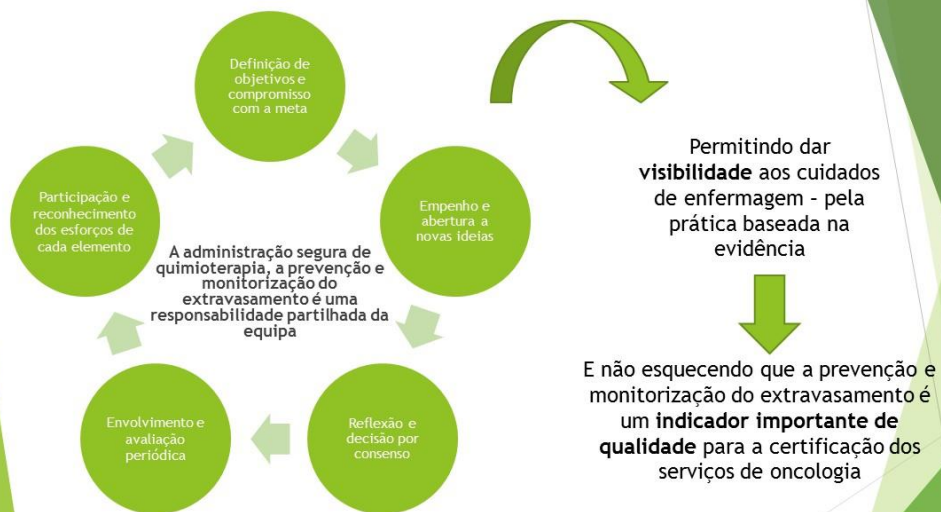 Definição de
objetivos e
compromisso
com a meta
Empenho e
abertura a
novas ideias
Reflexão e
decisão por
consenso
Envolvimento e
avaliação
periódica
Participação e
reconhecimento
dos esforços de
cada elemento
A administração segura de
quimioterapia, a prevenção e
monitorização do
extravasamento é uma
responsabilidade partilhada da
equipa
Permitindo dar
visibilidade aos cuidados
de enfermagem - pela
prática baseada na
evidência
E não esquecendo que a prevenção e
monitorização do extravasamento é
um indicador importante de
qualidade para a certificação dos
serviços de oncologia